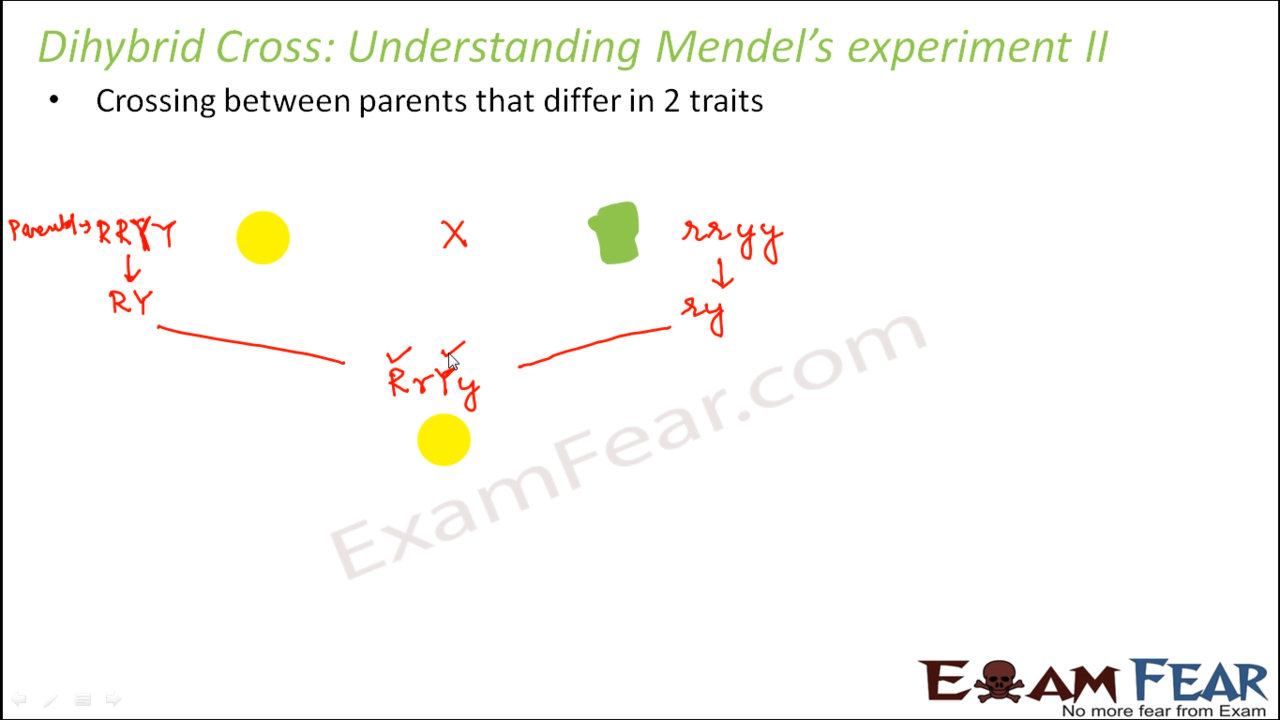 Dihybrid Cross: Understanding Mendel's experiment II
• Crossing between parents that differ in 2 traits
RRYY X rryy
RY ry
RrYy
ExamFear.com
EXAM FEAR
No more fear from Exam